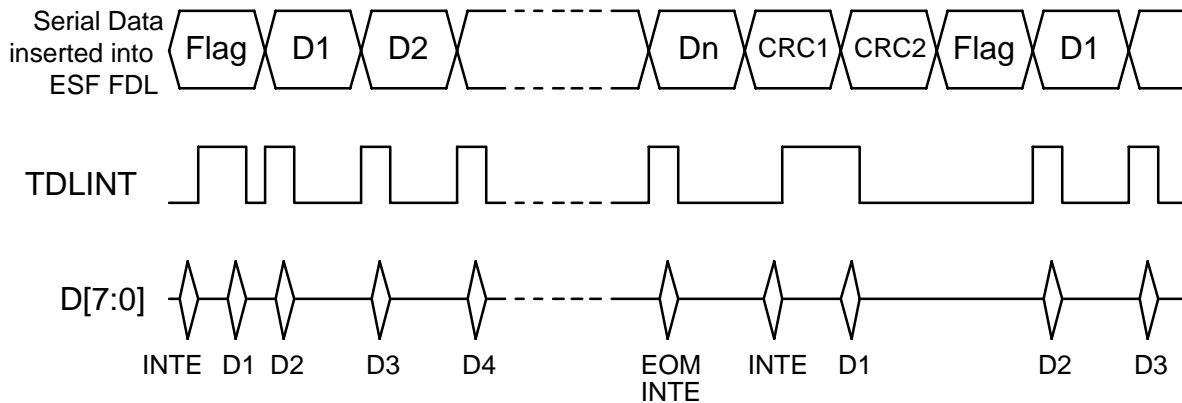 Serial Data
inserted into
ESF FDL
Flag D1 D2 Dn CRC1 CRC2 Flag D1
TDLINT
D[7:0]
INTE D1 D2 D3 D4 EOM INTE D1 D2 D3
INTE